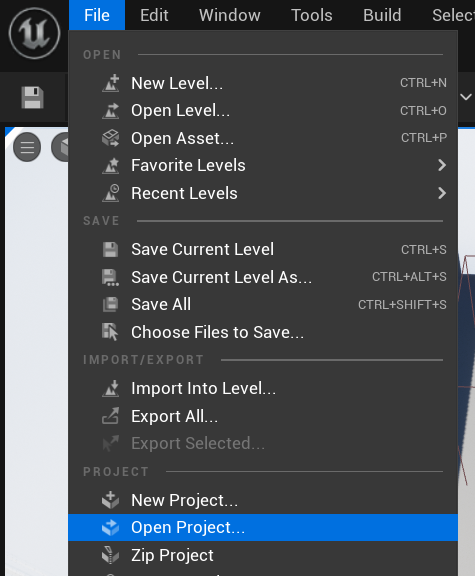 File Edit Window Tools Build Selec
OPEN
New Level... CTRL+N
Open Level... CTRL+O
Open Asset... CTRL+P
Favorite Levels
Recent Levels
SAVE
Save Current Level CTRL+S
Save Current Level As... CTRL+ALT+S
Save All CTRL+SHIFT+S
Choose Files to Save...
IMPORT/EXPORT
Import Into Level...
Export All...
Export Selected...
PROJECT
New Project...
Open Project...
Zip Project